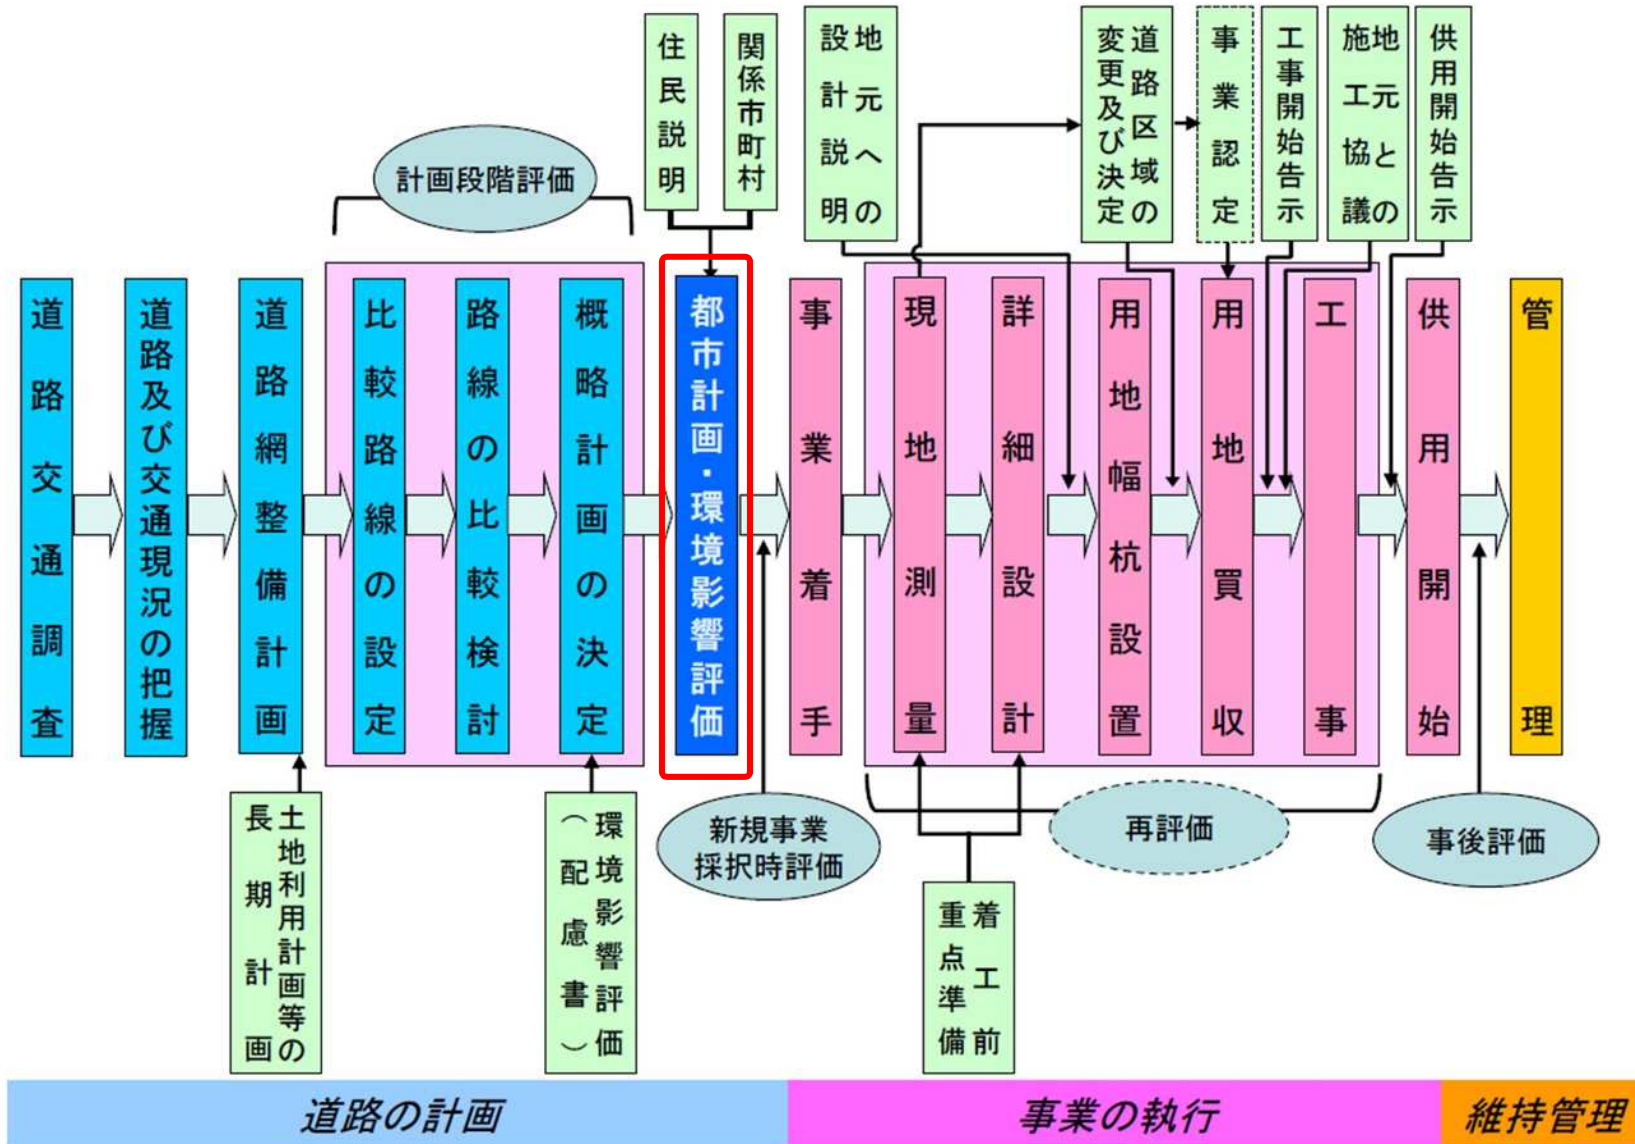 住民説明
関係市町村
地元への
設計説明
道路区域の
変更及び決定
事業認定
工事開始告示
地元との
施工協議
供用開始告示
計画段階評価
道路交通調査
道路及び交通現況の把握
道路網整備計画
比較路線の設定
路線の比較検討
概略計画の決定
都市計画・環境影響評価
事業着手
現地測量
詳細設計
用地幅杭設置
用地買収
工事
供用開始
管理
土地利用計画等の
長期計画
環境影響評価
（配慮書）
新規事業
採択時評価
着工前
重点準備
再評価
事後評価
道路の計画
事業の執行
維持管理